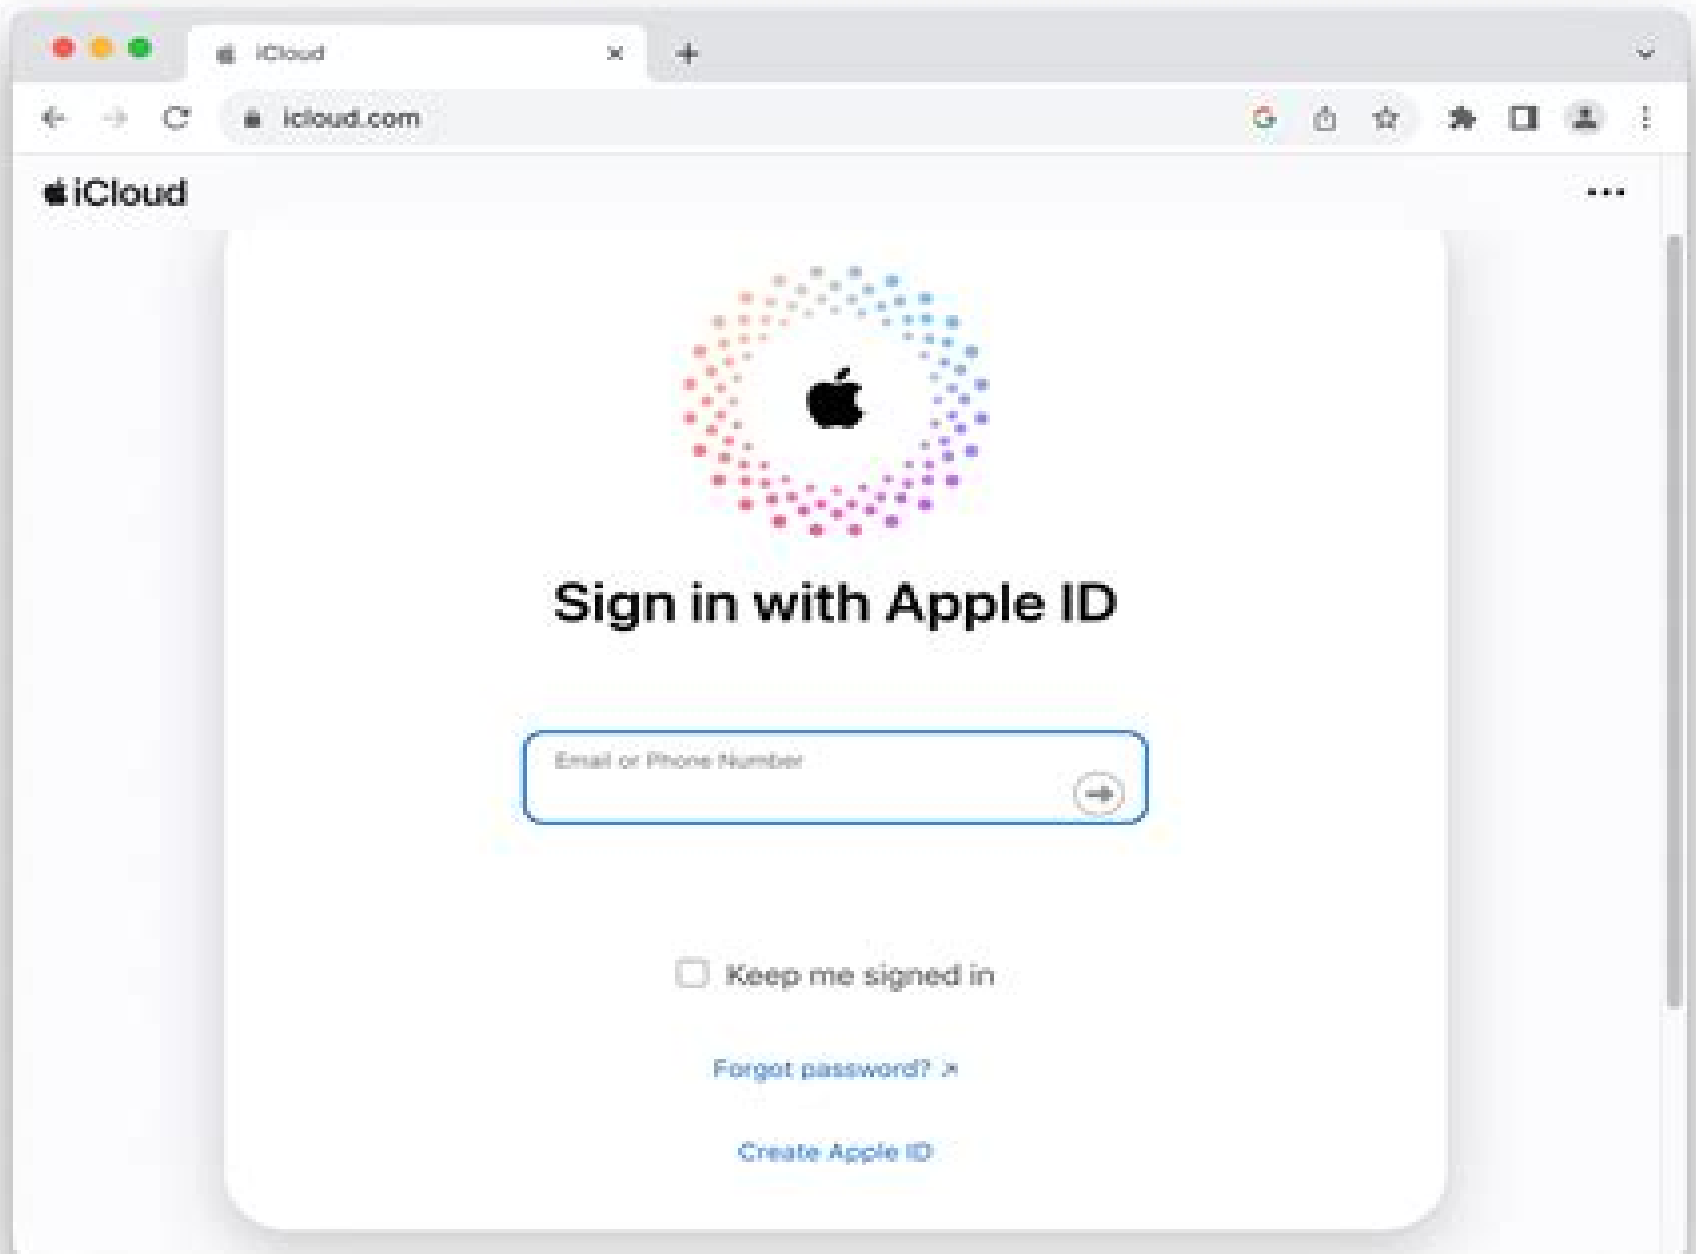 iCloud
icloud.com
iCloud
Sign in with Apple ID
Email or Phone Number
Keep me signed in
Forgot password? ↗
Create Apple ID